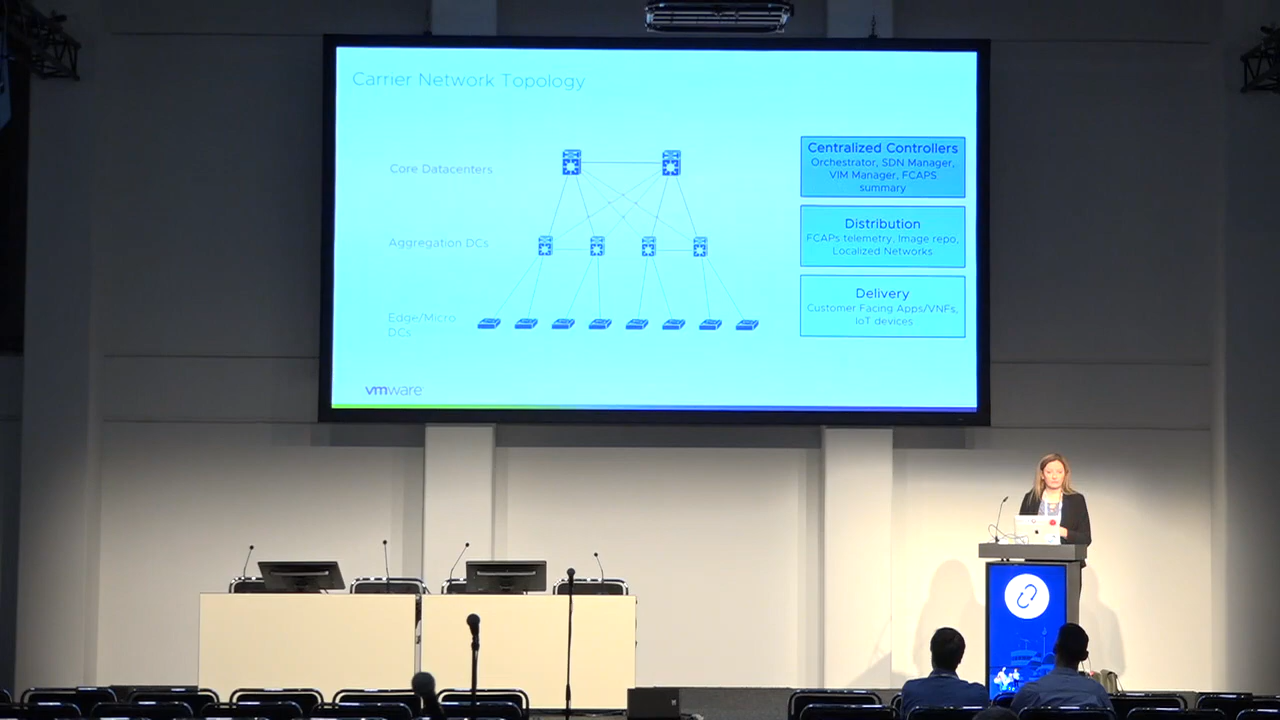 Carrier Network Topology
Core Datacenters
Aggregation DCs
Edge/Micro
DCs
Centralized Controllers
Orchestrator, SDN Manager,
VIM Manager, FCAPS
summary
Distribution
FCAPs telemetry, Image repo,
Localized Networks
Delivery
Customer Facing Apps/VNFs,
IoT devices
vmware